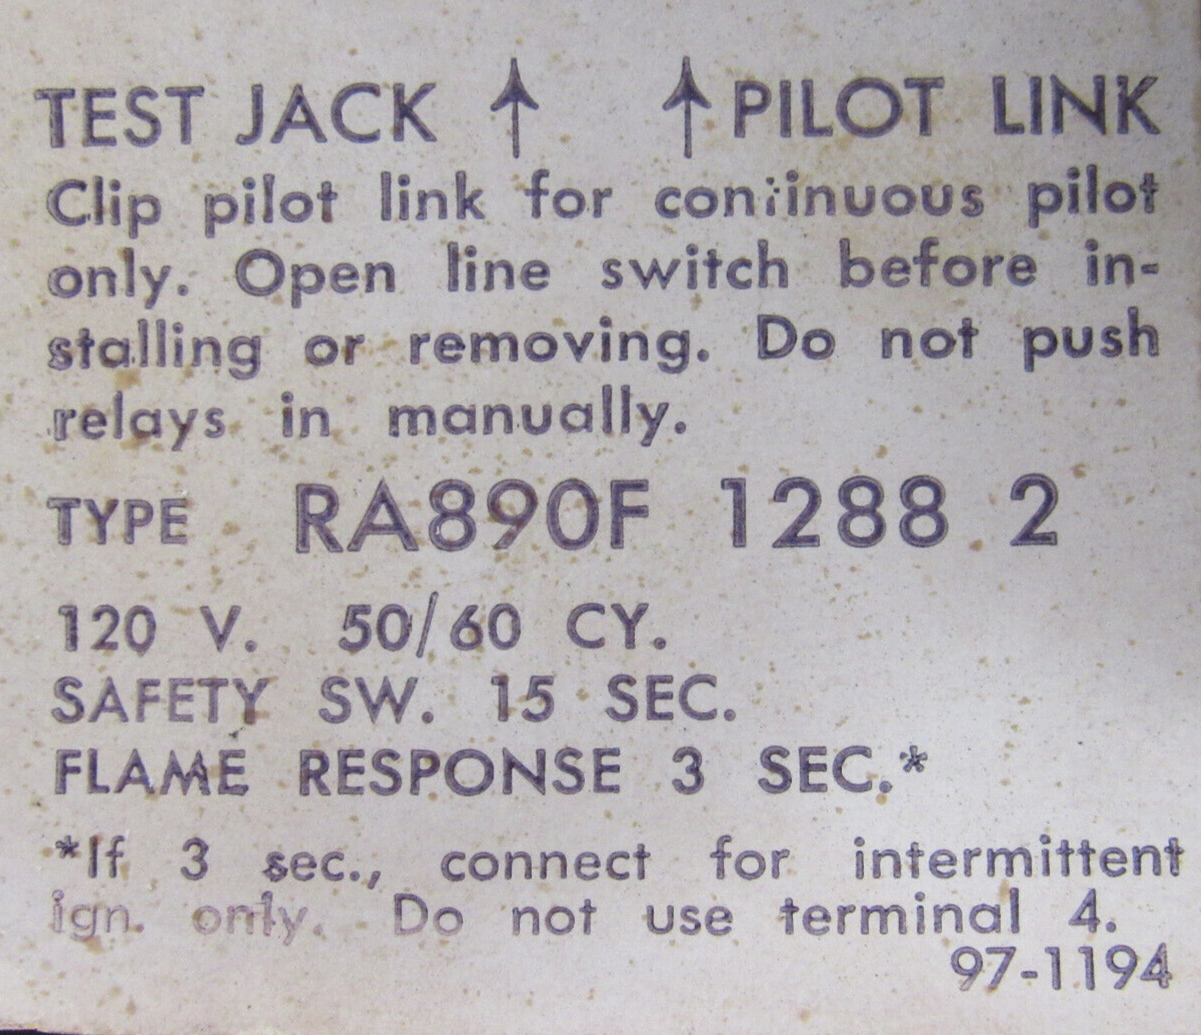 TEST JACK ↑ ↑ PILOT LINK
Clip pilot link for continuous pilot
only. Open line switch before in-
stalling or removing. Do not push
relays in manually.
TYPE RA890F 1288 2
120 V. 50/60 CY.
SAFETY SW. 15 SEC.
FLAME RESPONSE 3 SEC.*
*If 3 sec., connect for intermittent
ign. only. Do not use terminal 4.
97-1194